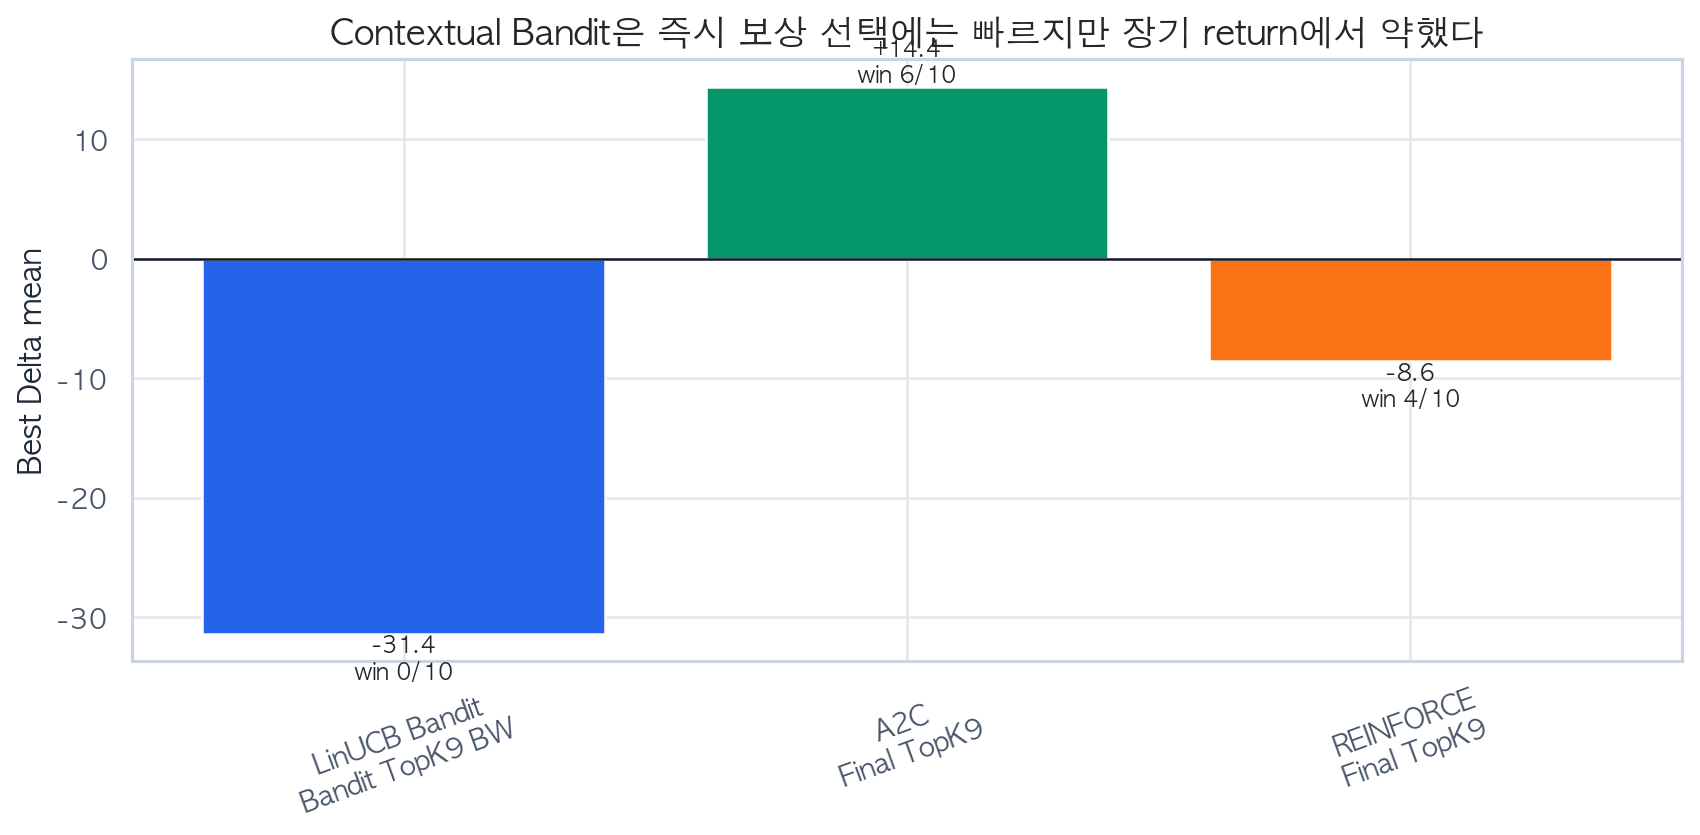 Contextual Bandit은 즉시 보상 선택에는 빠르지만 장기 return에서 약했다
+14.4
win 6/10
10
0
-10
-20
-30
Best Delta mean
-8.6
win 4/10
-31.4
win 0/10
LinUCB Bandit
Bandit TopK9 BW
A2C
Final TopK9
REINFORCE
Final TopK9